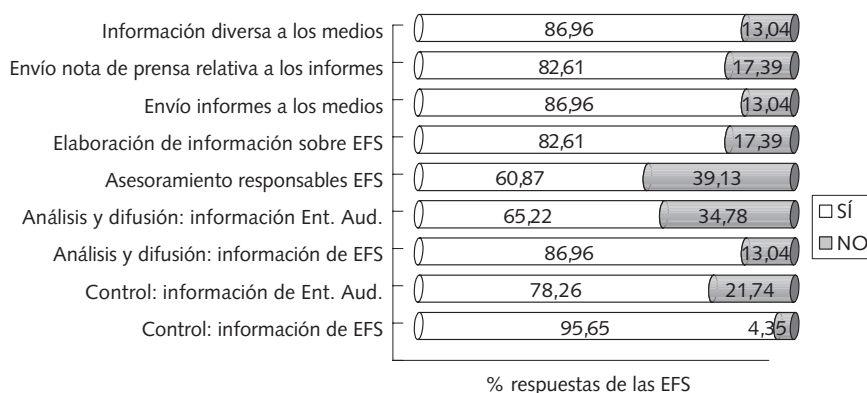 Información diversa a los medios 86,96 13,04
Envío nota de prensa relativa a los informes 82,61 17,39
Envío informes a los medios 86,96 13,04
Elaboración de información sobre EFS 82,61 17,39
Asesoramiento responsables EFS 60,87 39,13
Análisis y difusión: información Ent. Aud. 65,22 34,78
Análisis y difusión: información de EFS 86,96 13,04
Control: información de Ent. Aud. 78,26 21,74
Control: información de EFS 95,65 4,35
SÍ
NO
% respuestas de las EFS